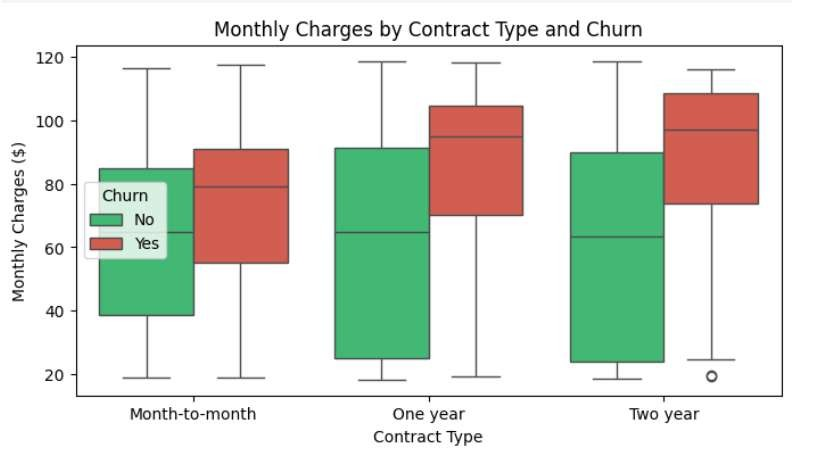 Monthly Charges by Contract Type and Churn
120
100
80
60
40
20
Monthly Charges ($)
Churn
No
Yes
Month-to-month
One year
Two year
Contract Type